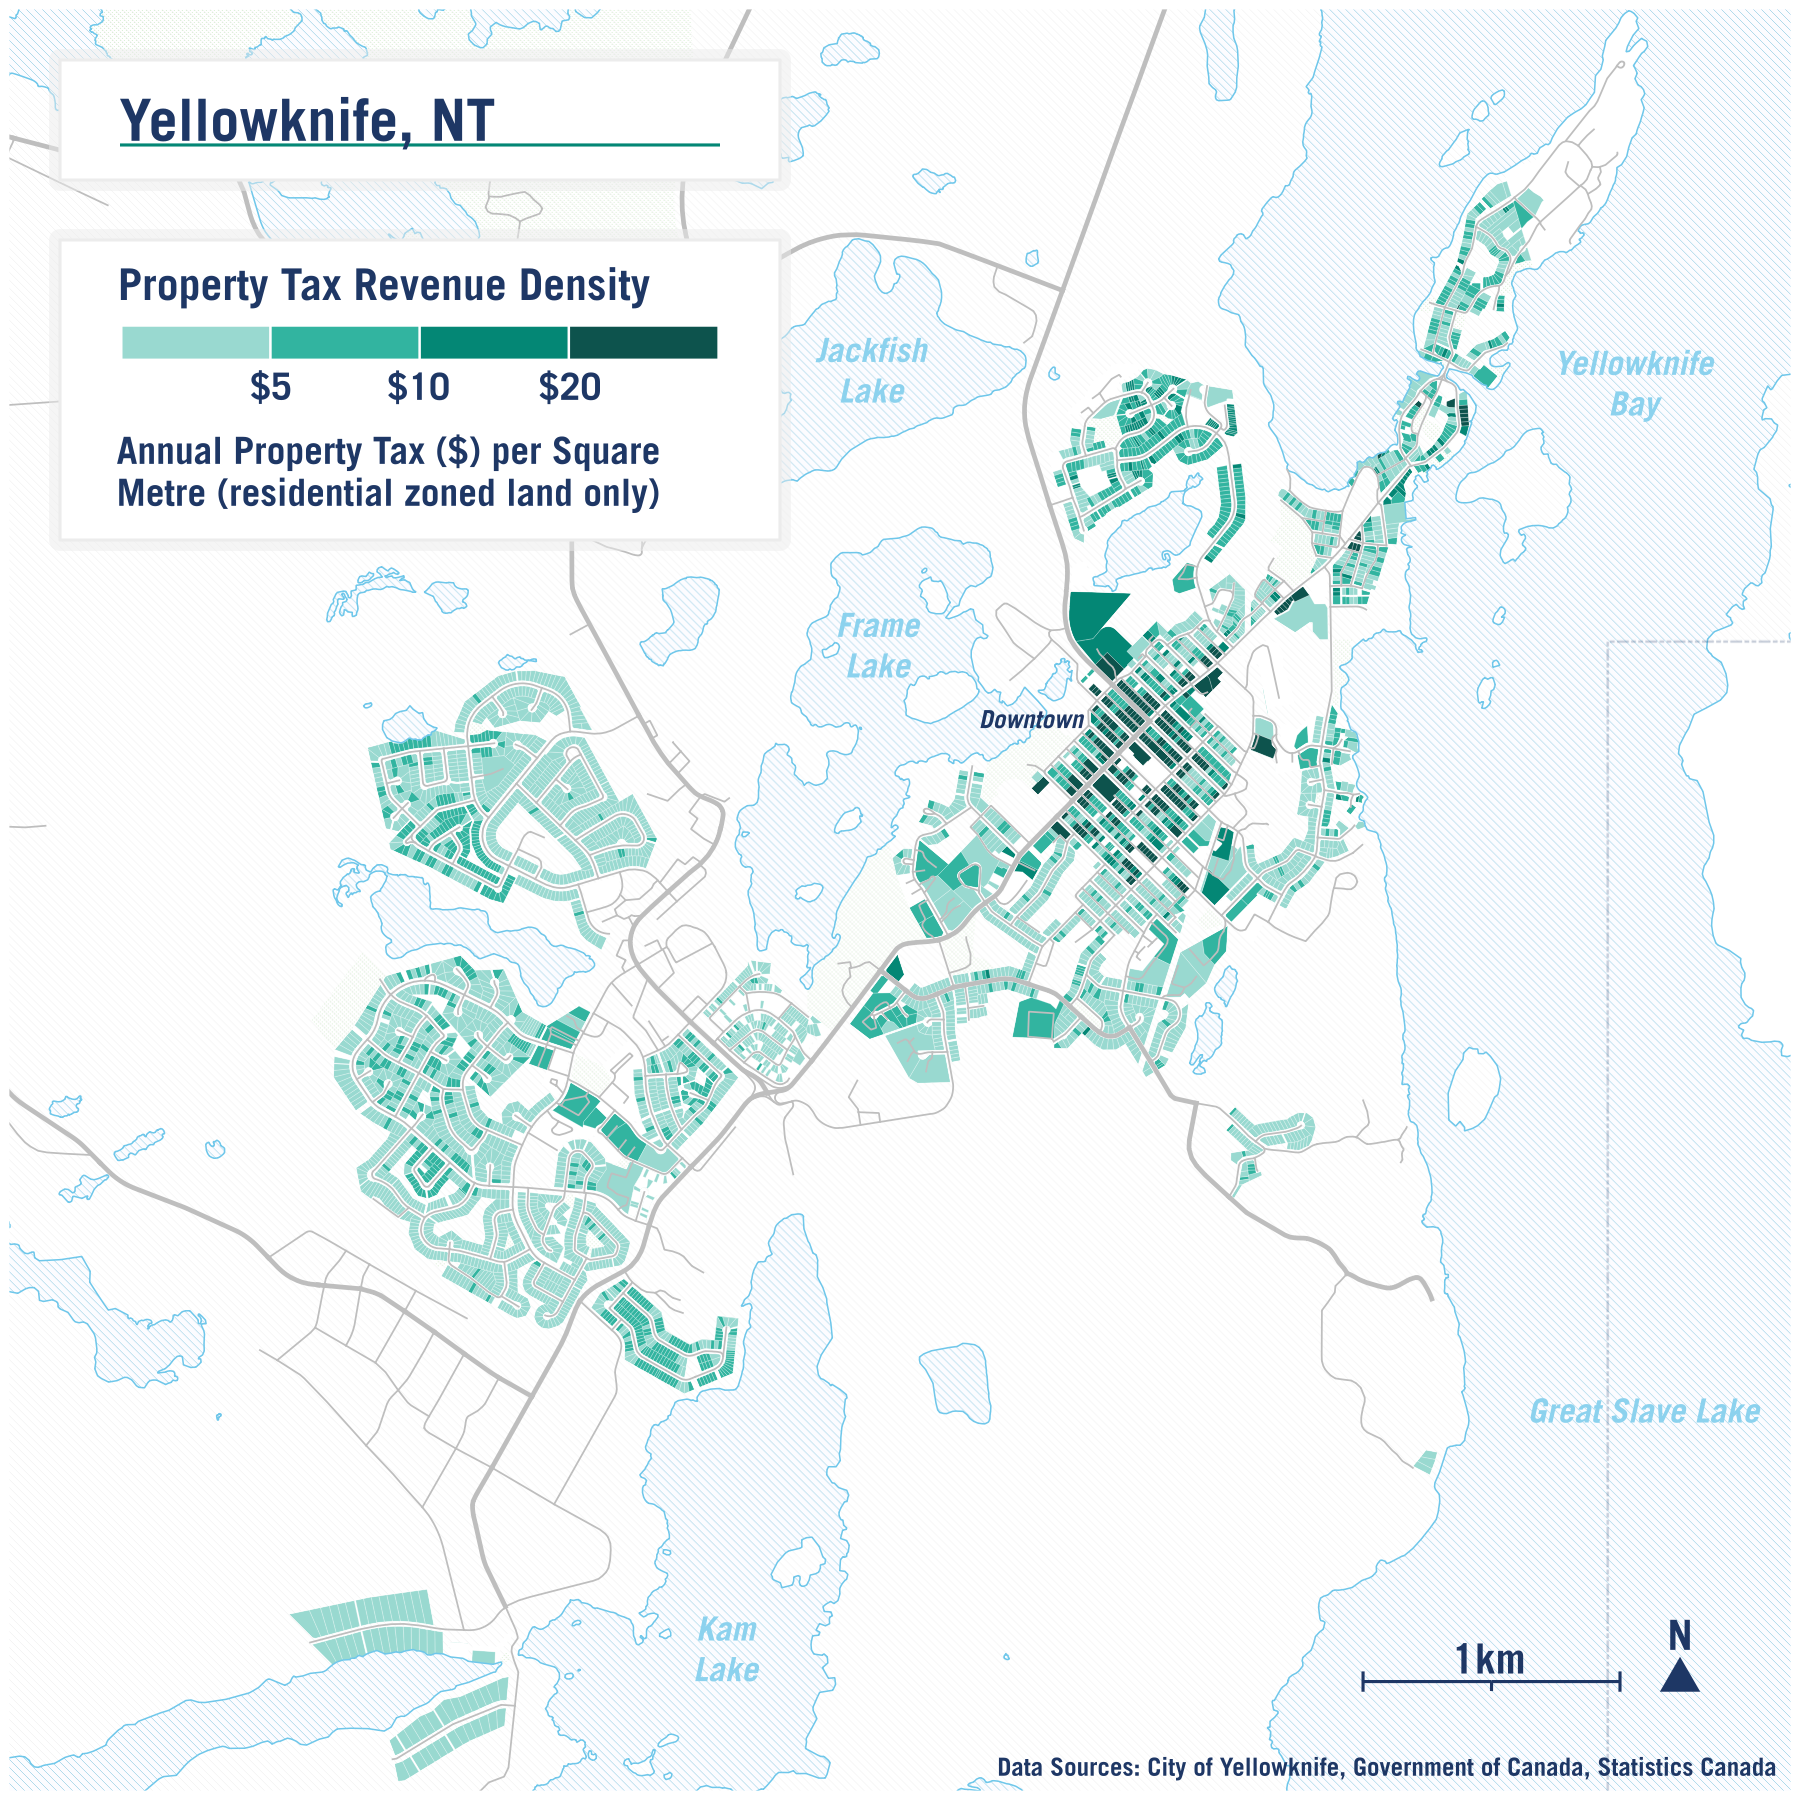 Yellowknife, NT
Property Tax Revenue Density
$5 $10 $20
Annual Property Tax ($) per Square
Metre (residential zoned land only)
Jackfish
Lake
Yellowknife
Bay
Frame
Lake
Downtown
Great Slave Lake
Kam
Lake
1km
N
Data Sources: City of Yellowknife, Government of Canada, Statistics Canada